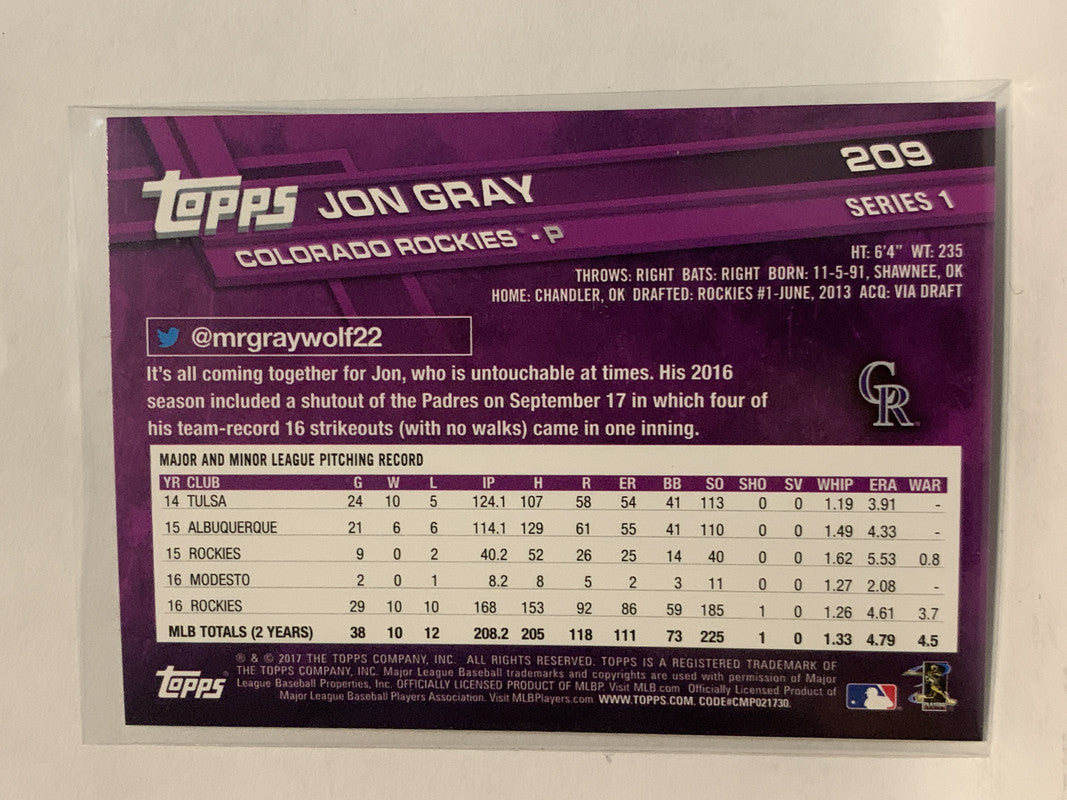 209
TOPPS JON GRAY
SERIES 1
COLORADO ROCKIES • P
HT: 6'4" WT: 235
THROWS: RIGHT BATS: RIGHT BORN: 11-5-91, SHAWNEE, OK
HOME: CHANDLER, OK DRAFTED: ROCKIES #1-JUNE, 2013 ACQ: VIA DRAFT
@mrgraywolf22
It's all coming together for Jon, who is untouchable at times. His 2016
season included a shutout of the Padres on September 17 in which four of
his team-record 16 strikeouts (with no walks) came in one inning.
CR
MAJOR AND MINOR LEAGUE PITCHING RECORD
YR CLUB G W L IP H R ER BB SO SHO SV WHIP ERA WAR
14 TULSA 24 10 5 124.1 107 58 54 41 113 0 0 1.19 3.91 -
15 ALBUQUERQUE 21 6 6 114.1 129 61 55 41 110 0 0 1.49 4.33 -
15 ROCKIES 9 0 2 40.2 52 26 25 14 40 0 0 1.62 5.53 0.8
16 MODESTO 2 0 1 8.2 8 5 2 3 11 0 0 1.27 2.08 -
16 ROCKIES 29 10 10 168 153 92 86 59 185 1 0 1.26 4.61 3.7
MLB TOTALS (2 YEARS) 38 10 12 208.2 205 118 111 73 225 1 0 1.33 4.79 4.5
® & © 2017 THE TOPPS COMPANY, INC. ALL RIGHTS RESERVED. TOPPS IS A REGISTERED TRADEMARK OF
THE TOPPS COMPANY, INC. Major League Baseball trademarks and copyrights are used with permission of Major
League Baseball Properties, Inc. OFFICIALLY LICENSED PRODUCT OF MLBP. Visit MLB.com Officially Licensed Product of
Major League Baseball Players Association. Visit MLBPlayers.com WWW.TOPPS.COM. CODE#CMP021730.
TOPPS